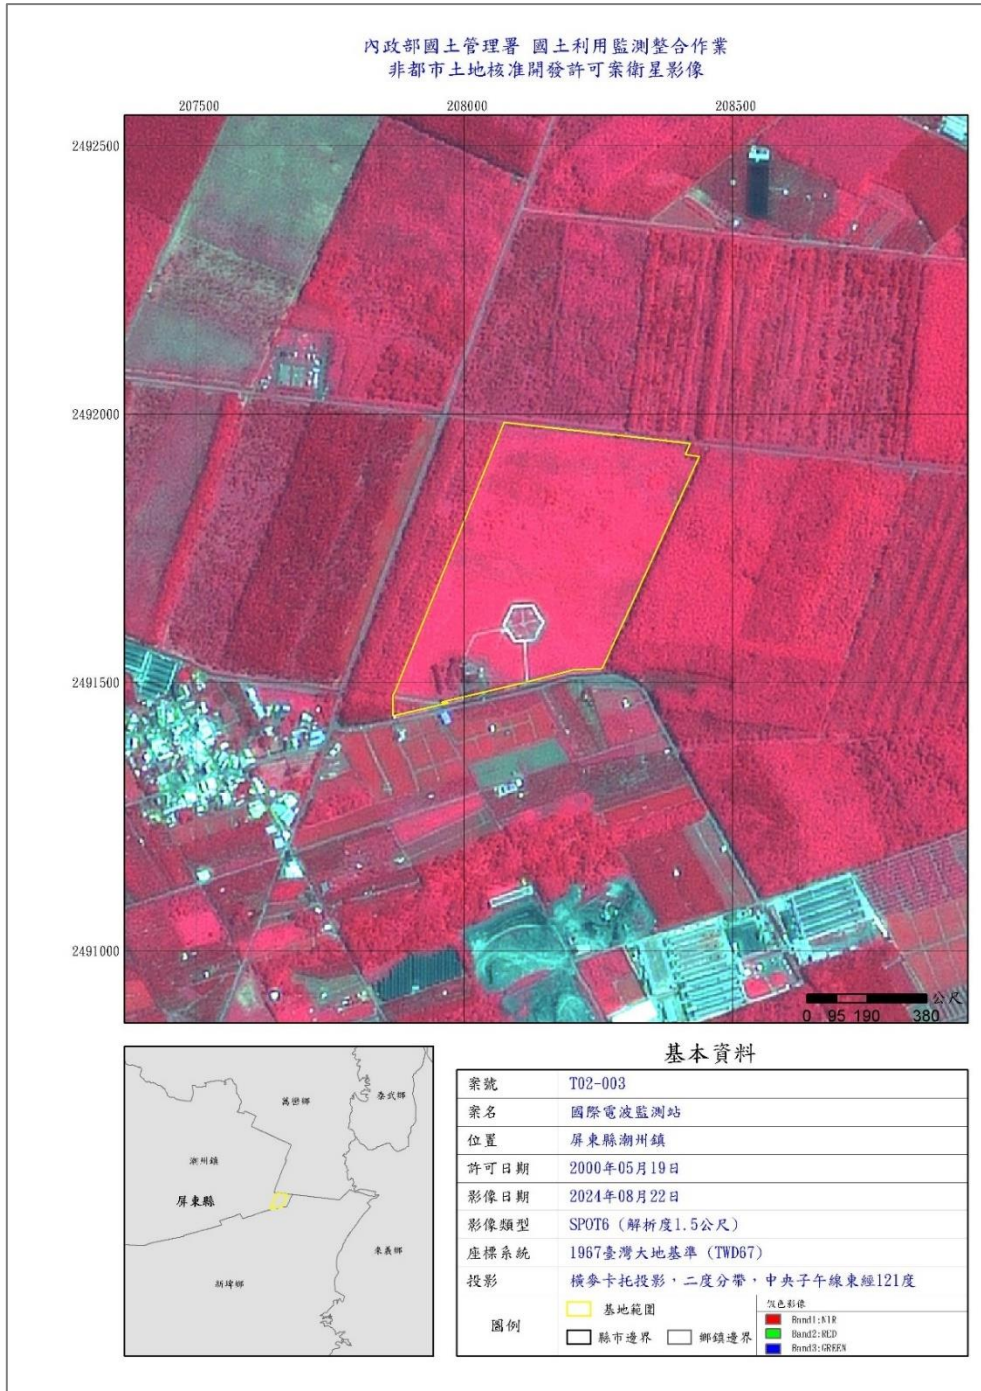 內政部國土管理署 國土利用監測整合作業
非都市土地核准開發許可案衛星影像
207500 208000 208500
2492500
2492000
2491500
2491000
公尺
0 95 190 380
基本資料
案號 T02-003
案名 國際電波監測站
位置 屏東縣潮州鎮
許可日期 2000年05月19日
影像日期 2024年08月22日
影像類型 SPOT6 (解析度1.5公尺)
座標系統 1967臺灣大地基準 (TWD67)
投影 橫麥卡托投影，二度分帶，中央子午線東經121度
圖例
基地範圍
縣市邊界 鄉鎮邊界
假色影像
Band1:NIR
Band2:RED
Band3:GREEN
泰武鄉
萬巒鄉
潮州鎮
屏東縣
來義鄉
新埤鄉